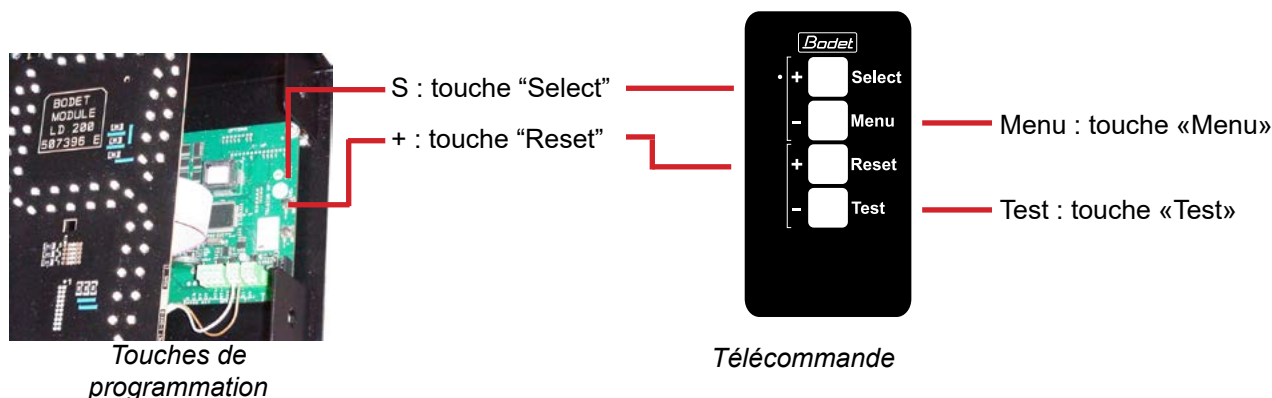 BODET
MODULE
LD 200
507396 E
S : touche “Select”
+ : touche “Reset”
Bodet
+ Select
- Menu
+ Reset
- Test
Menu : touche «Menu»
Test : touche «Test»
Touches de
programmation
Télécommande